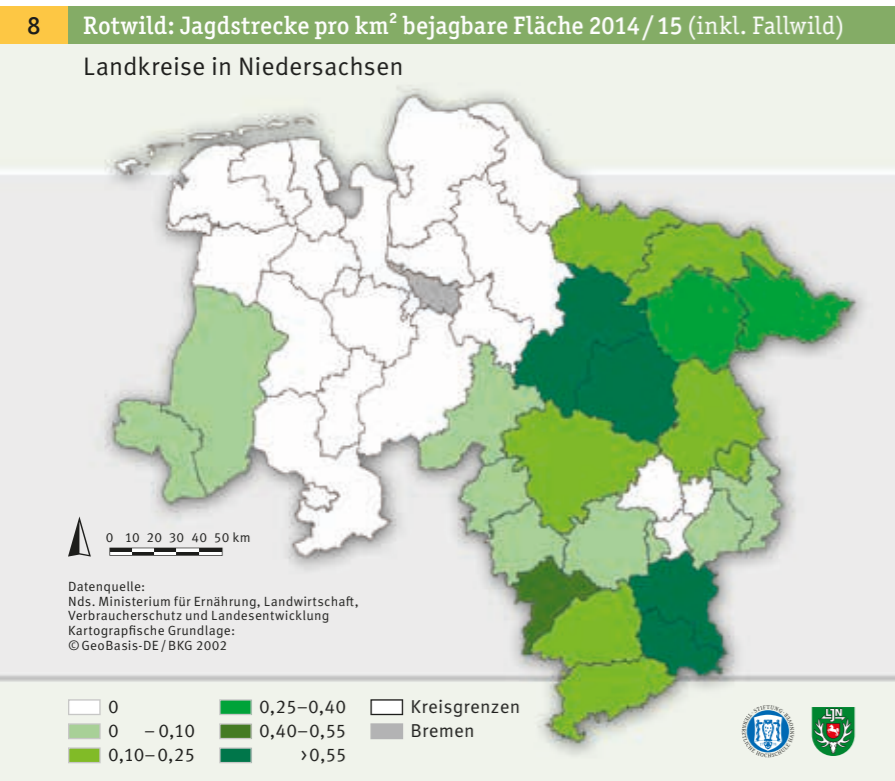 8 Rotwild: Jagdstrecke pro km² bejagbare Fläche 2014/15 (inkl. Fallwild)
Landkreise in Niedersachsen
0 10 20 30 40 50 km
Datenquelle:
Nds. Ministerium für Ernährung, Landwirtschaft,
Verbraucherschutz und Landesentwicklung
Kartografische Grundlage:
© GeoBasis-DE / BKG 2002
0
0 –0,10
0,10–0,25
0,25–0,40
0,40–0,55
>0,55
Kreisgrenzen
Bremen
STIFTUNG
LJN